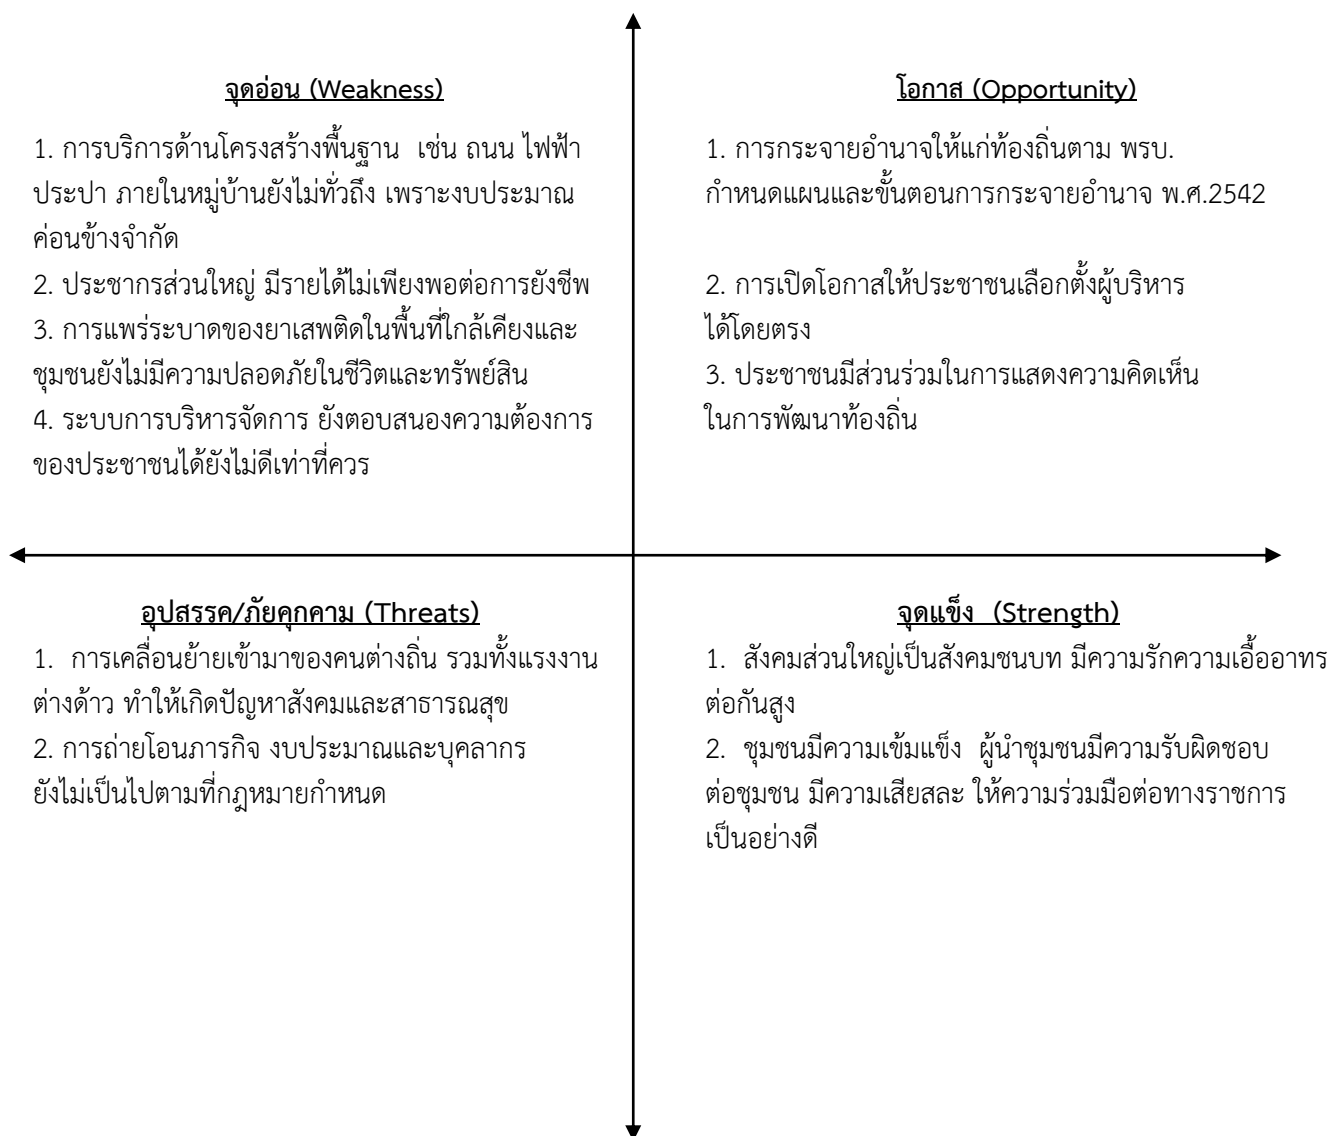 จุดอ่อน (Weakness)
1. การบริการด้านโครงสร้างพื้นฐาน เช่น ถนน ไฟฟ้า
ประปา ภายในหมู่บ้านยังไม่ทั่วถึง เพราะงบประมาณ
ค่อนข้างจำกัด
2. ประชากรส่วนใหญ่ มีรายได้ไม่เพียงพอต่อการยังชีพ
3. การแพร่ระบาดของยาเสพติดในพื้นที่ใกล้เคียงและ
ชุมชนยังไม่มีความปลอดภัยในชีวิตและทรัพย์สิน
4. ระบบการบริหารจัดการ ยังตอบสนองความต้องการ
ของประชาชนได้ยังไม่ดีเท่าที่ควร
โอกาส (Opportunity)
1. การกระจายอำนาจให้แก่ท้องถิ่นตาม พรบ.
กำหนดแผนและขั้นตอนการกระจายอำนาจ พ.ศ.2542
2. การเปิดโอกาสให้ประชาชนเลือกตั้งผู้บริหาร
ได้โดยตรง
3. ประชาชนมีส่วนร่วมในการแสดงความคิดเห็น
ในการพัฒนาท้องถิ่น
อุปสรรค/ภัยคุกคาม (Threats)
1. การเคลื่อนย้ายเข้ามาของคนต่างถิ่น รวมทั้งแรงงาน
ต่างด้าว ทำให้เกิดปัญหาสังคมและสาธารณสุข
2. การถ่ายโอนภารกิจ งบประมาณและบุคลากร
ยังไม่เป็นไปตามที่กฎหมายกำหนด
จุดแข็ง (Strength)
1. สังคมส่วนใหญ่เป็นสังคมชนบท มีความรักความเอื้ออาทร
ต่อกันสูง
2. ชุมชนมีความเข้มแข็ง ผู้นำชุมชนมีความรับผิดชอบ
ต่อชุมชน มีความเสียสละ ให้ความร่วมมือต่อทางราชการ
เป็นอย่างดี